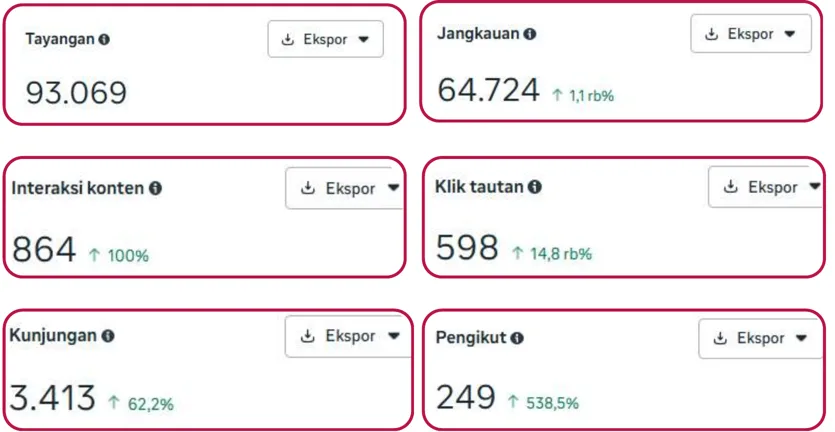 Tayangan
Ekspor
93.069
Jangkauan
Ekspor
64.724 ↑ 1,1 rb%
Interaksi konten
Ekspor
864 ↑ 100%
Klik tautan
Ekspor
598 ↑ 14,8 rb%
Kunjungan
Ekspor
3.413 ↑ 62,2%
Pengikut
Ekspor
249 ↑ 538,5%